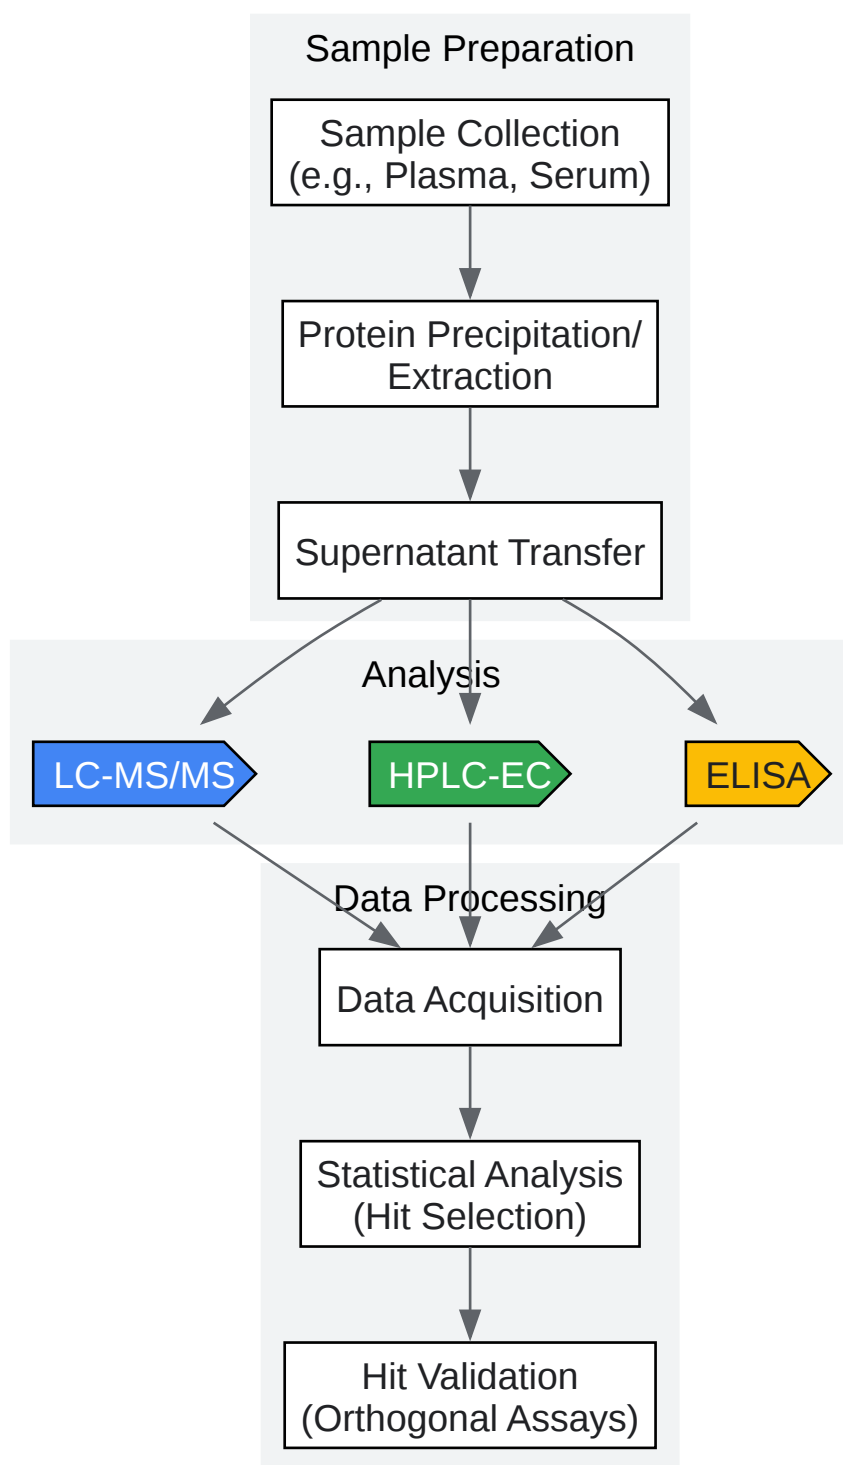 Sample Preparation
Sample Collection
(e.g., Plasma, Serum)
Protein Precipitation/
Extraction
Supernatant Transfer
Analysis
LC-MS/MS
HPLC-EC
ELISA
Data Processing
Data Acquisition
Statistical Analysis
(Hit Selection)
Hit Validation
(Orthogonal Assays)